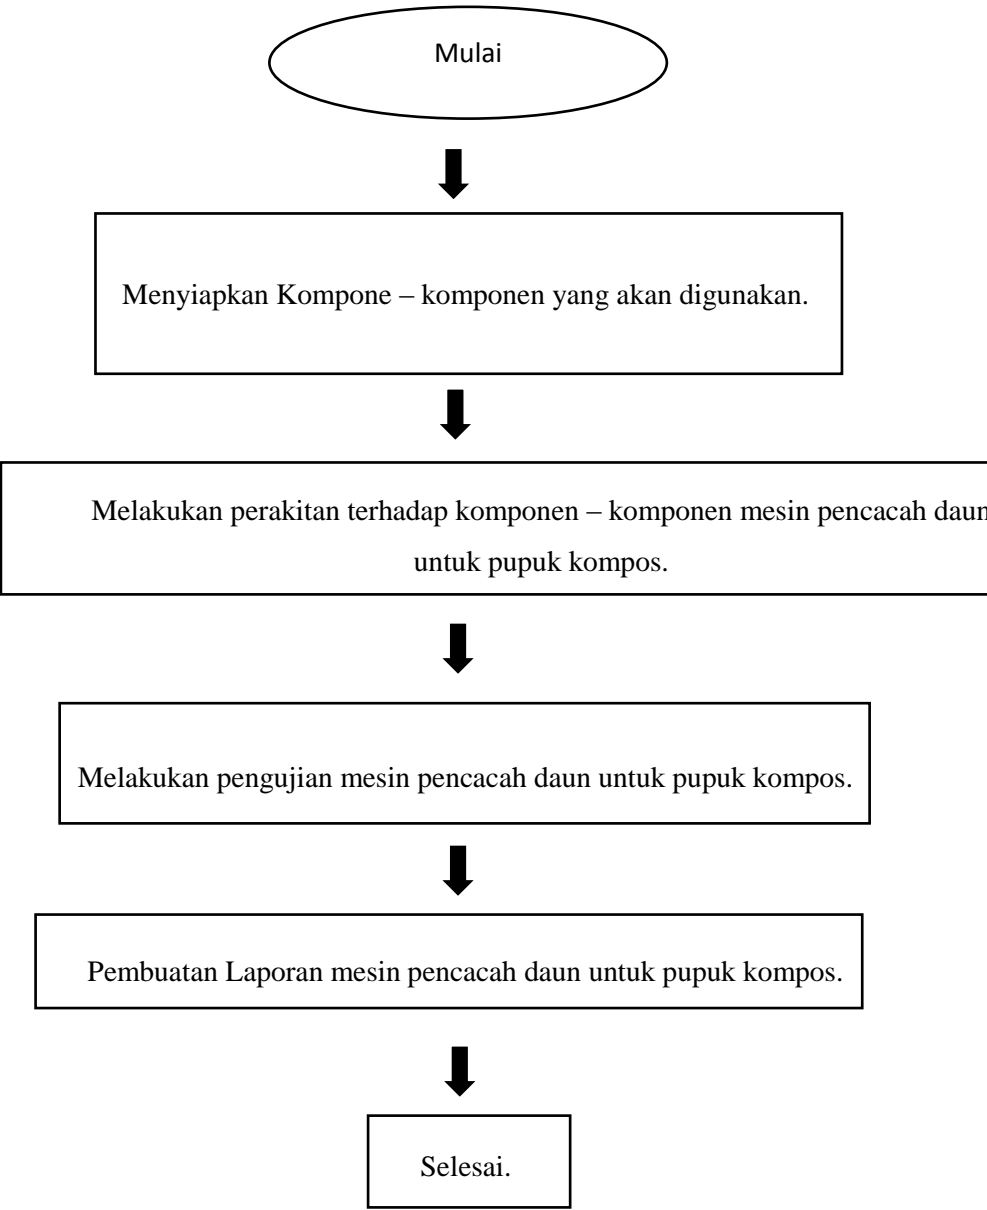 Mulai
Menyiapkan Kompone – komponen yang akan digunakan.
Melakukan perakitan terhadap komponen – komponen mesin pencacah daun
untuk pupuk kompos.
Melakukan pengujian mesin pencacah daun untuk pupuk kompos.
Pembuatan Laporan mesin pencacah daun untuk pupuk kompos.
Selesai.